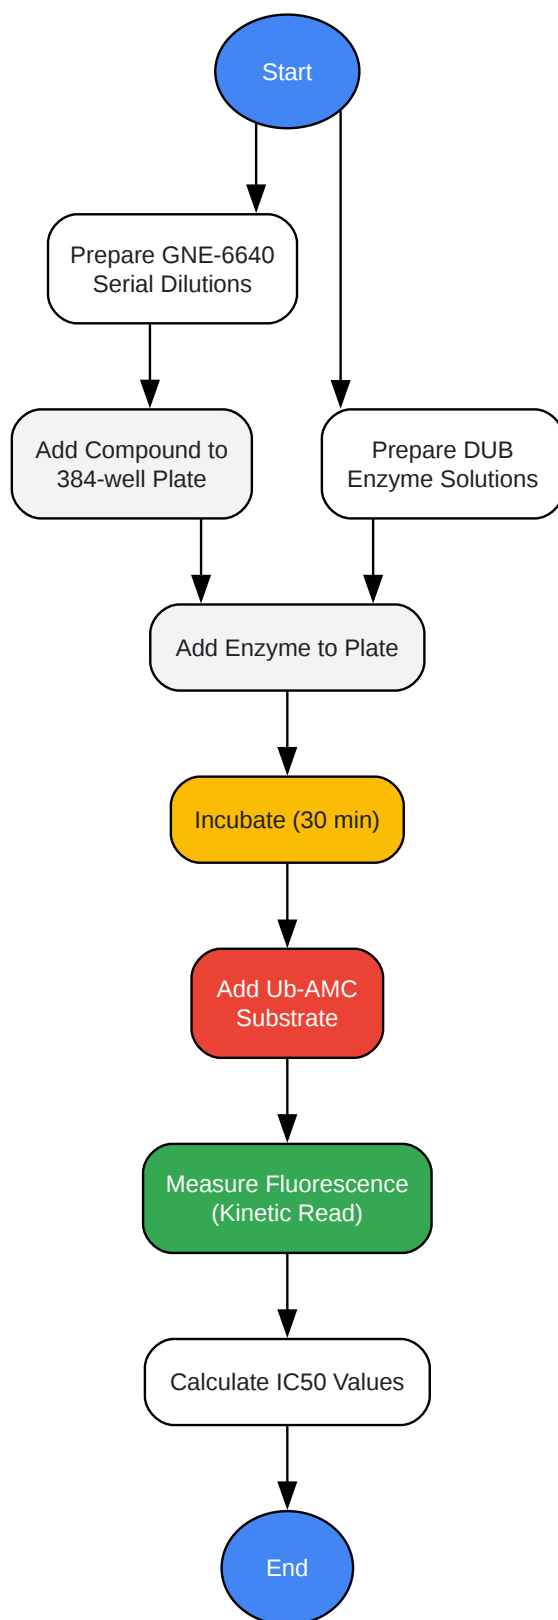 Start
Prepare GNE-6640
Serial Dilutions
Add Compound to
384-well Plate
Prepare DUB
Enzyme Solutions
Add Enzyme to Plate
Incubate (30 min)
Add Ub-AMC
Substrate
Measure Fluorescence
(Kinetic Read)
Calculate IC50 Values
End